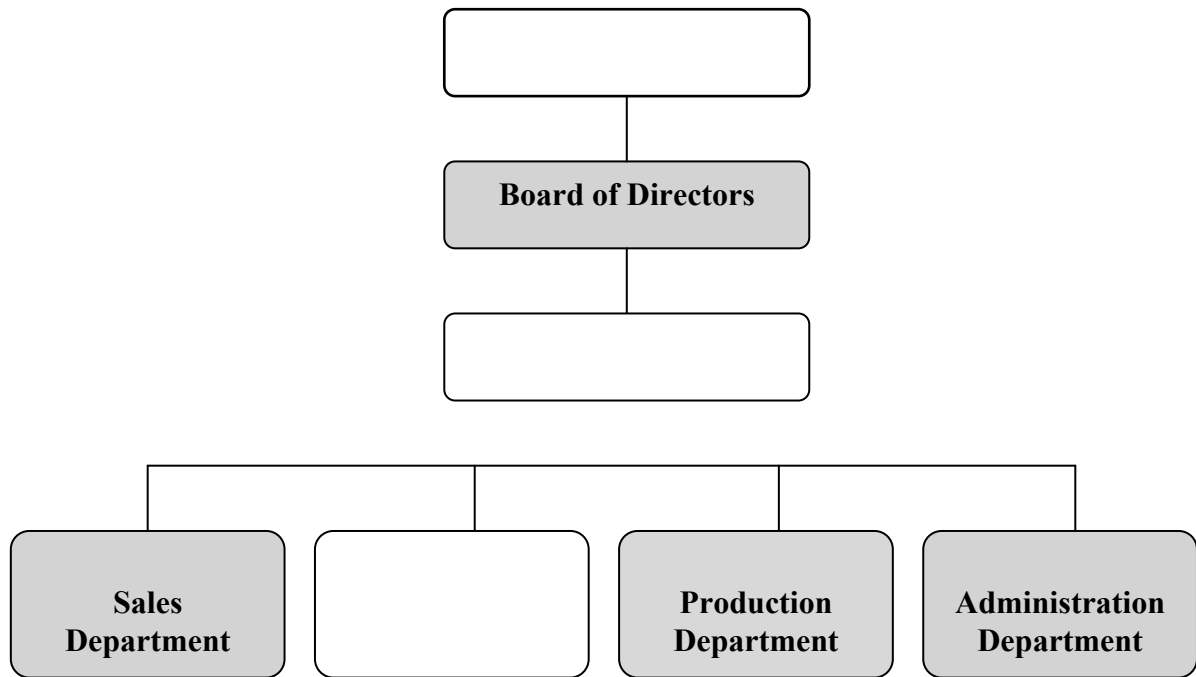 Board of Directors
Sales
Department
Production
Department
Administration
Department